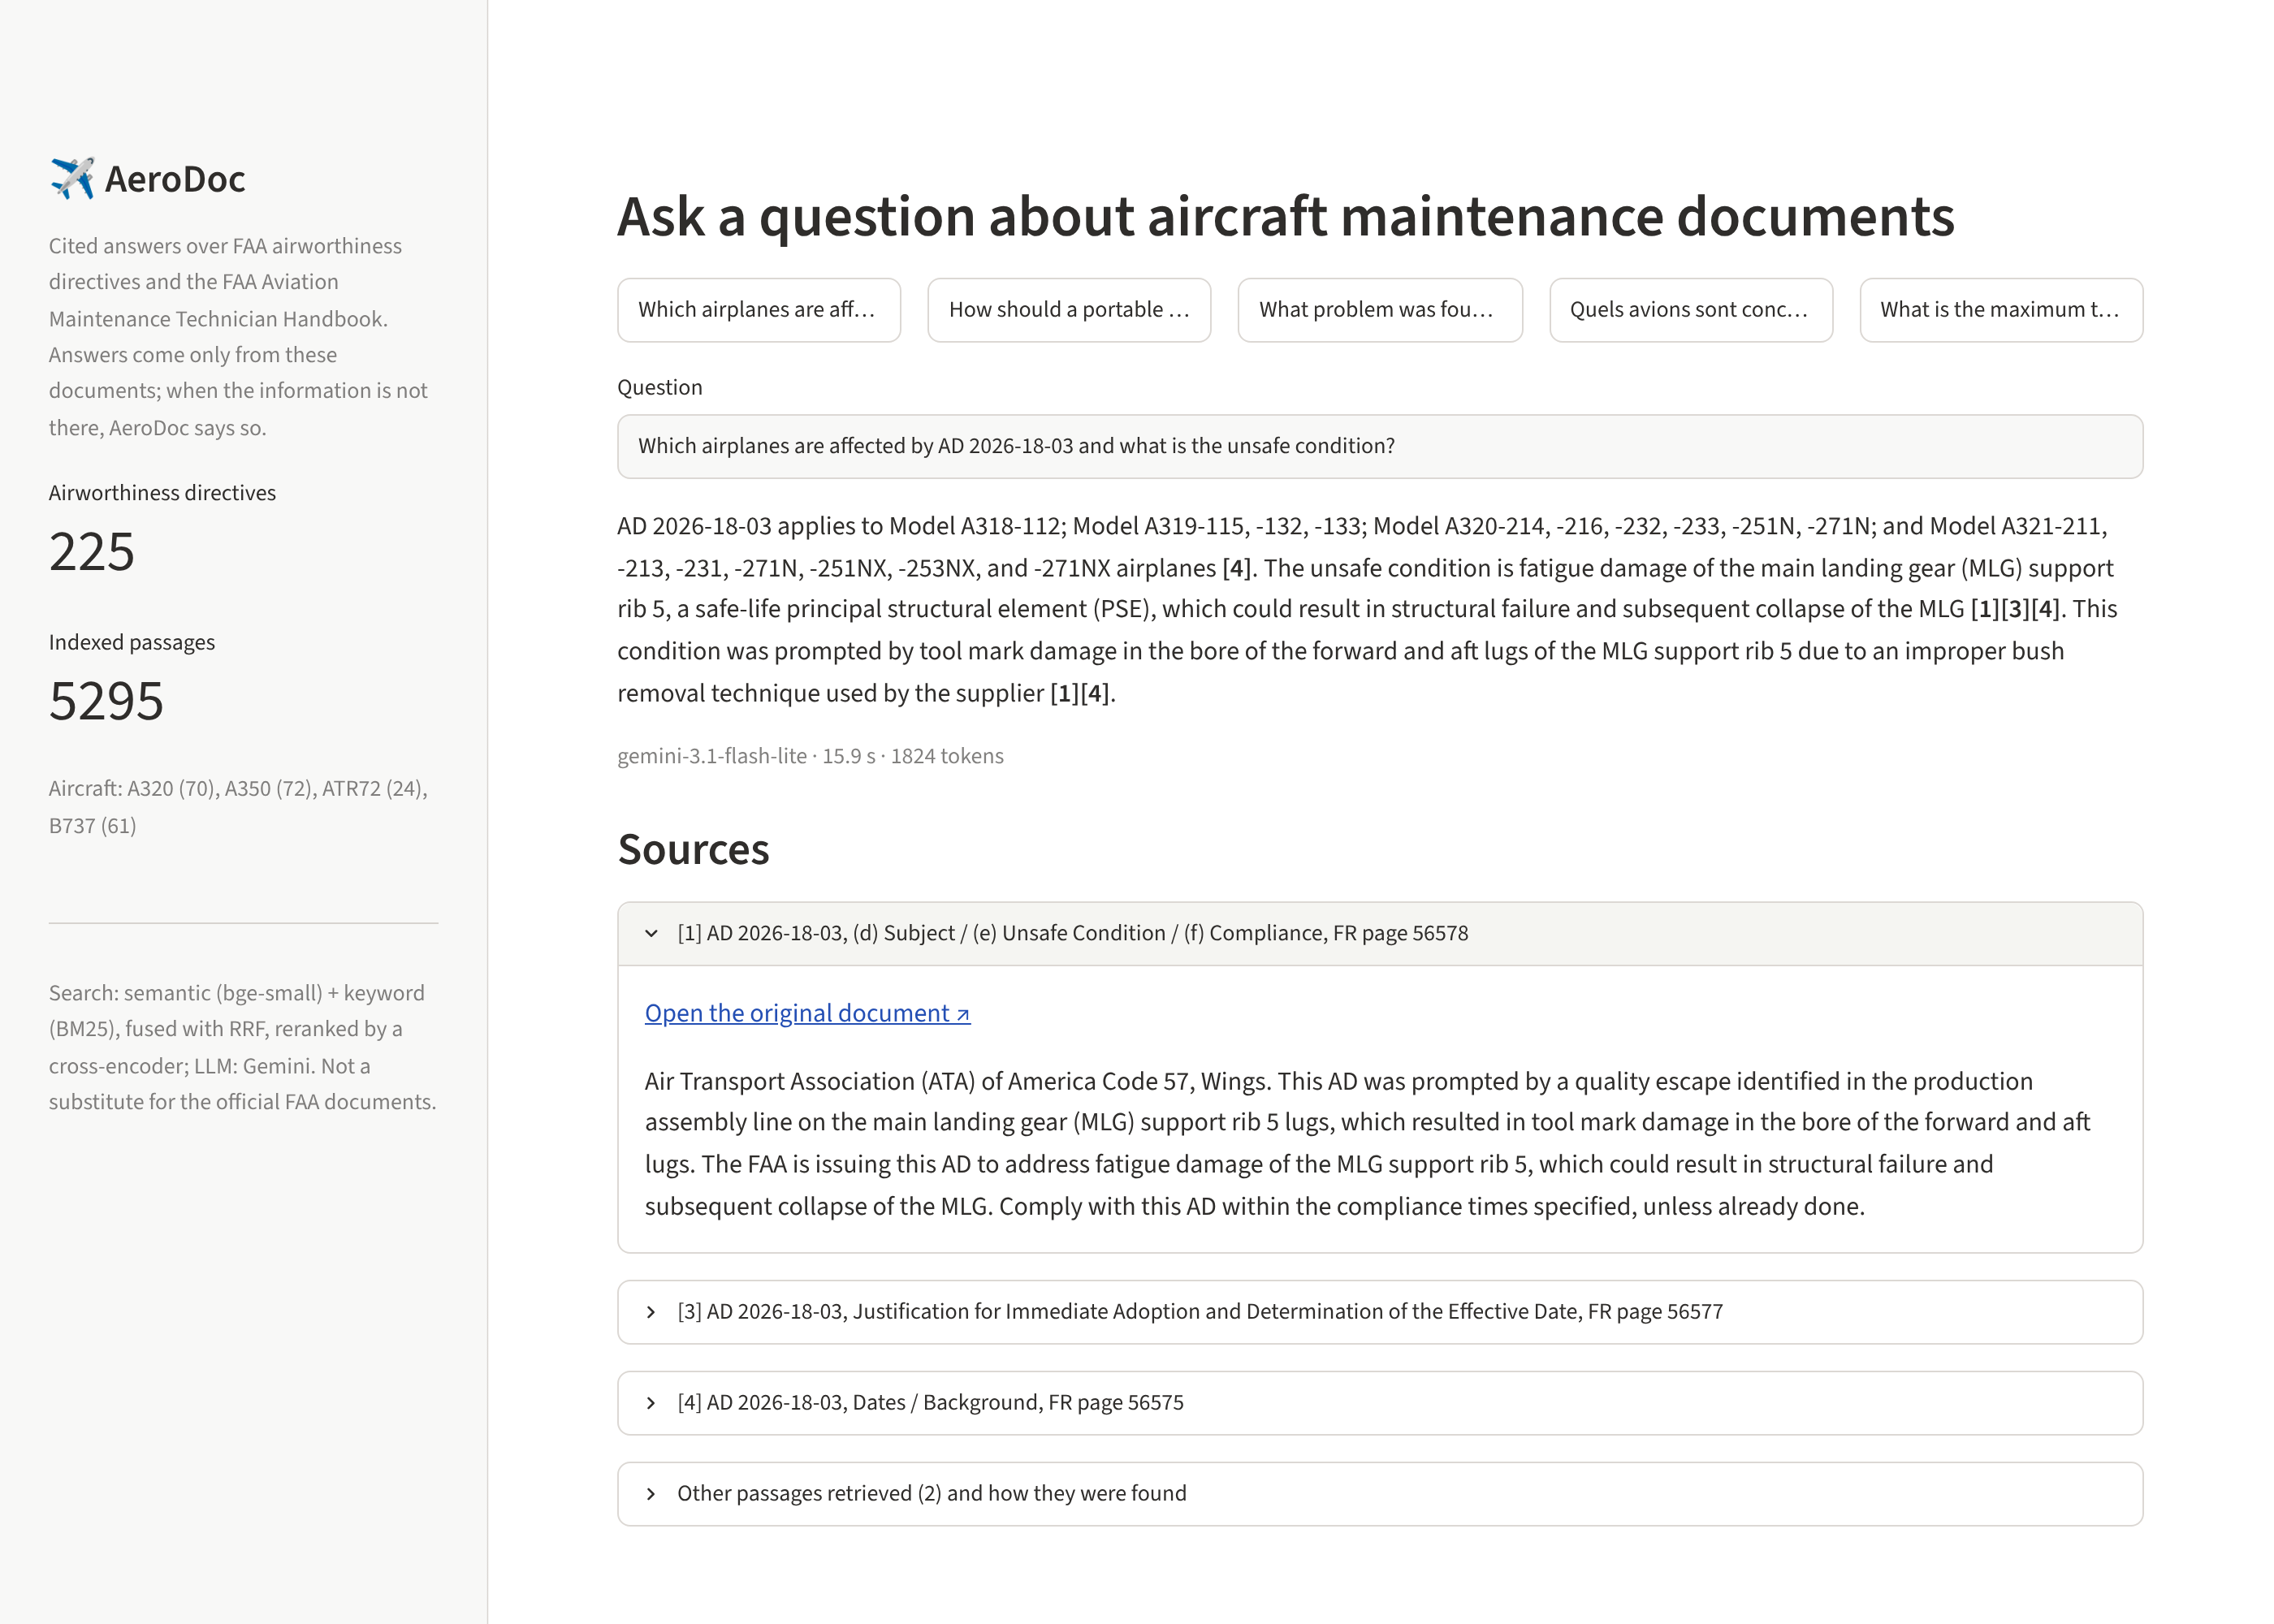 AeroDoc
Cited answers over FAA airworthiness
directives and the FAA Aviation
Maintenance Technician Handbook.
Answers come only from these
documents; when the information is not
there, AeroDoc says so.
Airworthiness directives
225
Indexed passages
5295
Aircraft: A320 (70), A350 (72), ATR72 (24),
B737 (61)
Search: semantic (bge-small) + keyword
(BM25), fused with RRF, reranked by a
cross-encoder; LLM: Gemini. Not a
substitute for the official FAA documents.
Ask a question about aircraft maintenance documents
Which airplanes are aff…
How should a portable …
What problem was fou…
Quels avions sont conc…
What is the maximum t…
Question
Which airplanes are affected by AD 2026-18-03 and what is the unsafe condition?
AD 2026-18-03 applies to Model A318-112; Model A319-115, -132, -133; Model A320-214, -216, -232, -233, -251N, -271N; and Model A321-211,
-213, -231, -271N, -251NX, -253NX, and -271NX airplanes [4]. The unsafe condition is fatigue damage of the main landing gear (MLG) support
rib 5, a safe-life principal structural element (PSE), which could result in structural failure and subsequent collapse of the MLG [1][3][4]. This
condition was prompted by tool mark damage in the bore of the forward and aft lugs of the MLG support rib 5 due to an improper bush
removal technique used by the supplier [1][4].
gemini-3.1-flash-lite · 15.9 s · 1824 tokens
Sources
[1] AD 2026-18-03, (d) Subject / (e) Unsafe Condition / (f) Compliance, FR page 56578
Open the original document ↗
Air Transport Association (ATA) of America Code 57, Wings. This AD was prompted by a quality escape identified in the production
assembly line on the main landing gear (MLG) support rib 5 lugs, which resulted in tool mark damage in the bore of the forward and aft
lugs. The FAA is issuing this AD to address fatigue damage of the MLG support rib 5, which could result in structural failure and
subsequent collapse of the MLG. Comply with this AD within the compliance times specified, unless already done.
[3] AD 2026-18-03, Justification for Immediate Adoption and Determination of the Effective Date, FR page 56577
[4] AD 2026-18-03, Dates / Background, FR page 56575
Other passages retrieved (2) and how they were found